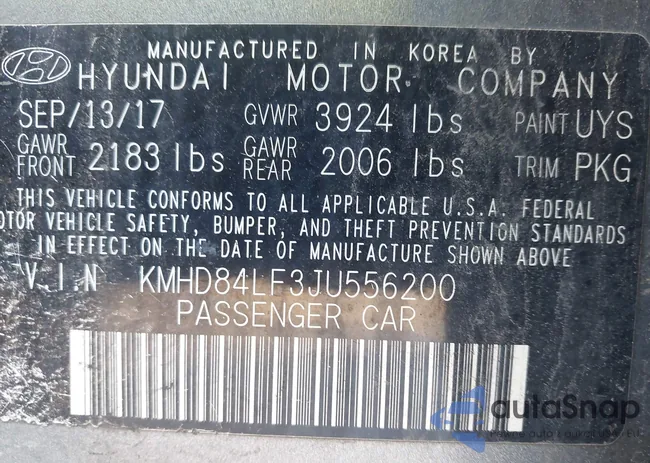 MANUFACTURED IN KOREA BY
HYUNDAI MOTOR COMPANY
SEP/13/17 GVWR 3924 lbs PAINT UYS
GAWR FRONT 2183 lbs GAWR REAR 2006 lbs TRIM PKG
THIS VEHICLE CONFORMS TO ALL APPLICABLE U.S.A. FEDERAL
MOTOR VEHICLE SAFETY, BUMPER, AND THEFT PREVENTION STANDARDS
IN EFFECT ON THE DATE OF MANUFACTURE SHOWN ABOVE
V I N KMHD84LF3JU556200
PASSENGER CAR
autaSnap